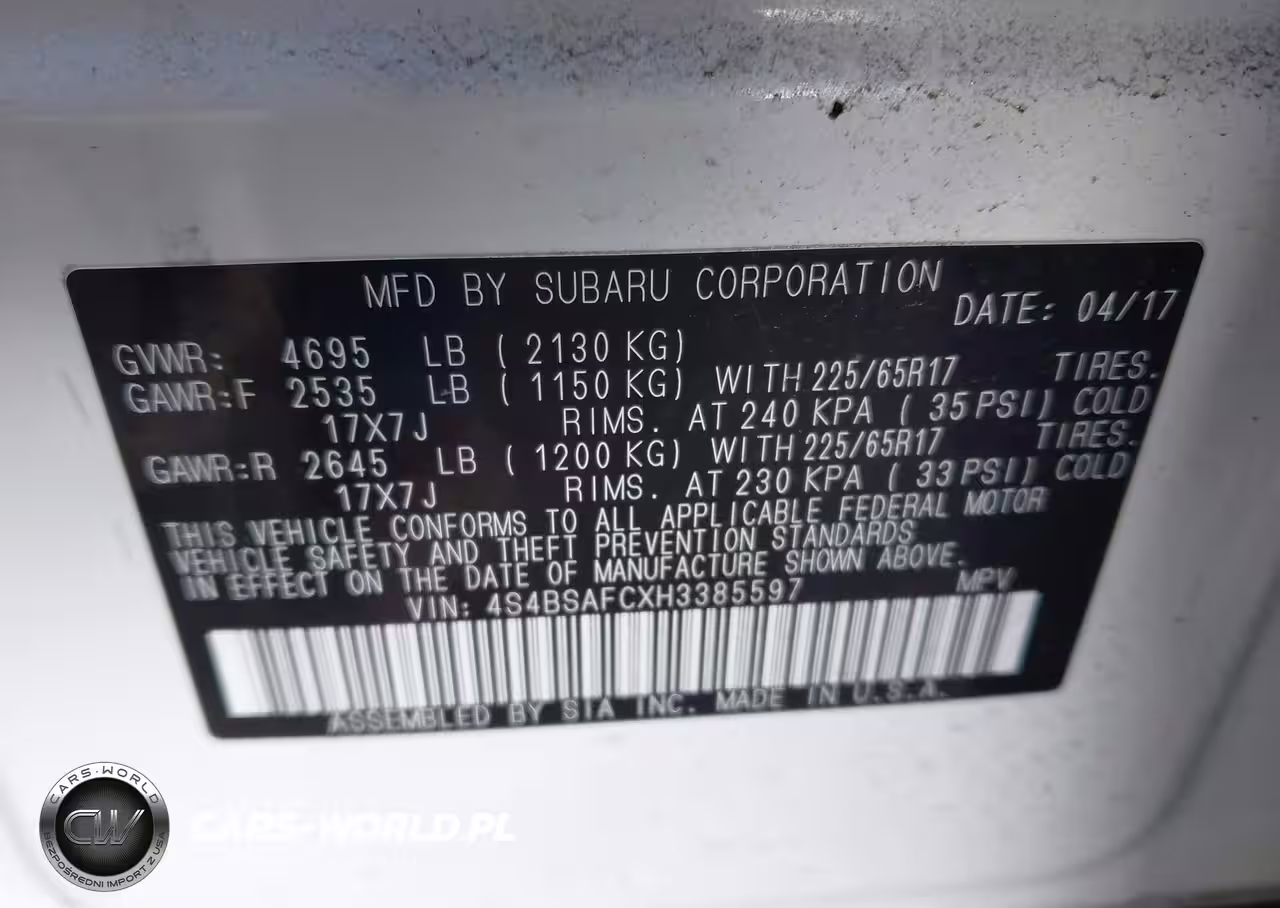 MFD BY SUBARU CORPORATION
DATE: 04/17
GVWR: 4695 LB ( 2130 KG)
GAWR:F 2535 LB ( 1150 KG) WITH 225/65R17 TIRES.
17X7J RIMS. AT 240 KPA ( 35 PSI) COLD
GAWR:R 2645 LB ( 1200 KG) WITH 225/65R17 TIRES.
17X7J RIMS. AT 230 KPA ( 33 PSI) COLD
THIS VEHICLE CONFORMS TO ALL APPLICABLE FEDERAL MOTOR
VEHICLE SAFETY AND THEFT PREVENTION STANDARDS
IN EFFECT ON THE DATE OF MANUFACTURE SHOWN ABOVE.
VIN: 4S4BSAFCXH3385597 MPV
ASSEMBLED BY SIA INC. MADE IN U.S.A.
CARS-WORLD
CW
BEZPOŚREDNI IMPORT Z USA
CARS-WORLD.PL